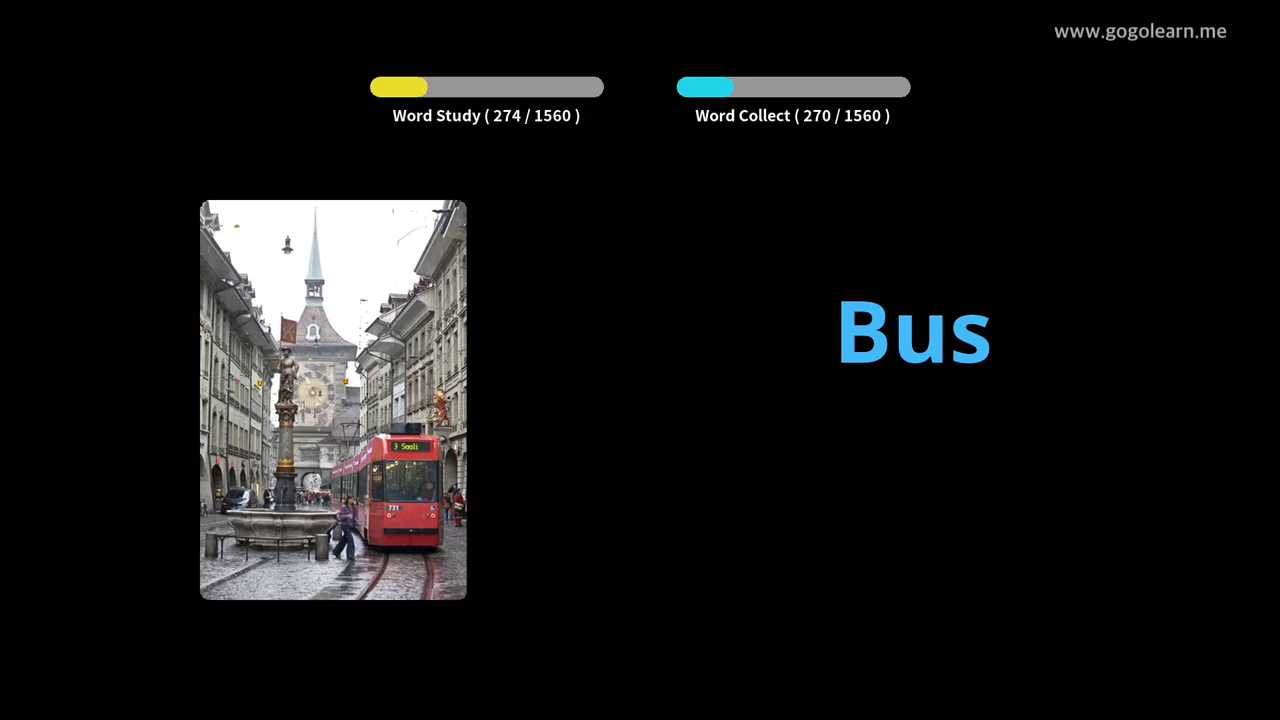 www.gogolearn.me
Word Study ( 274 / 1560 )
Word Collect ( 270 / 1560 )
Bus
3 Saali
731